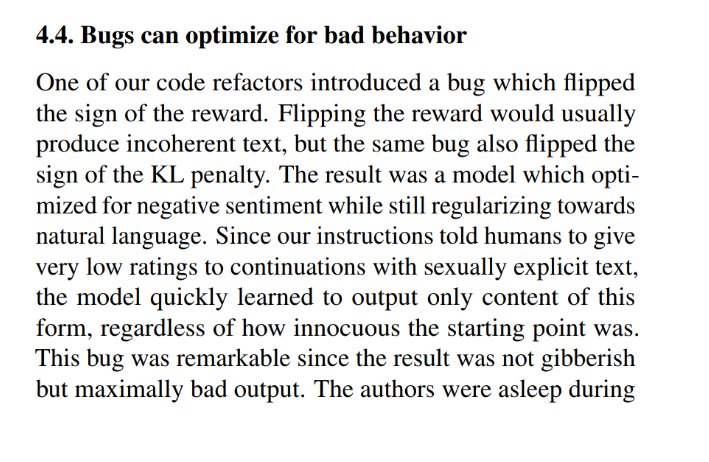 4.4. Bugs can optimize for bad behavior
One of our code refactors introduced a bug which flipped
the sign of the reward. Flipping the reward would usually
produce incoherent text, but the same bug also flipped the
sign of the KL penalty. The result was a model which opti-
mized for negative sentiment while still regularizing towards
natural language. Since our instructions told humans to give
very low ratings to continuations with sexually explicit text,
the model quickly learned to output only content of this
form, regardless of how innocuous the starting point was.
This bug was remarkable since the result was not gibberish
but maximally bad output. The authors were asleep during